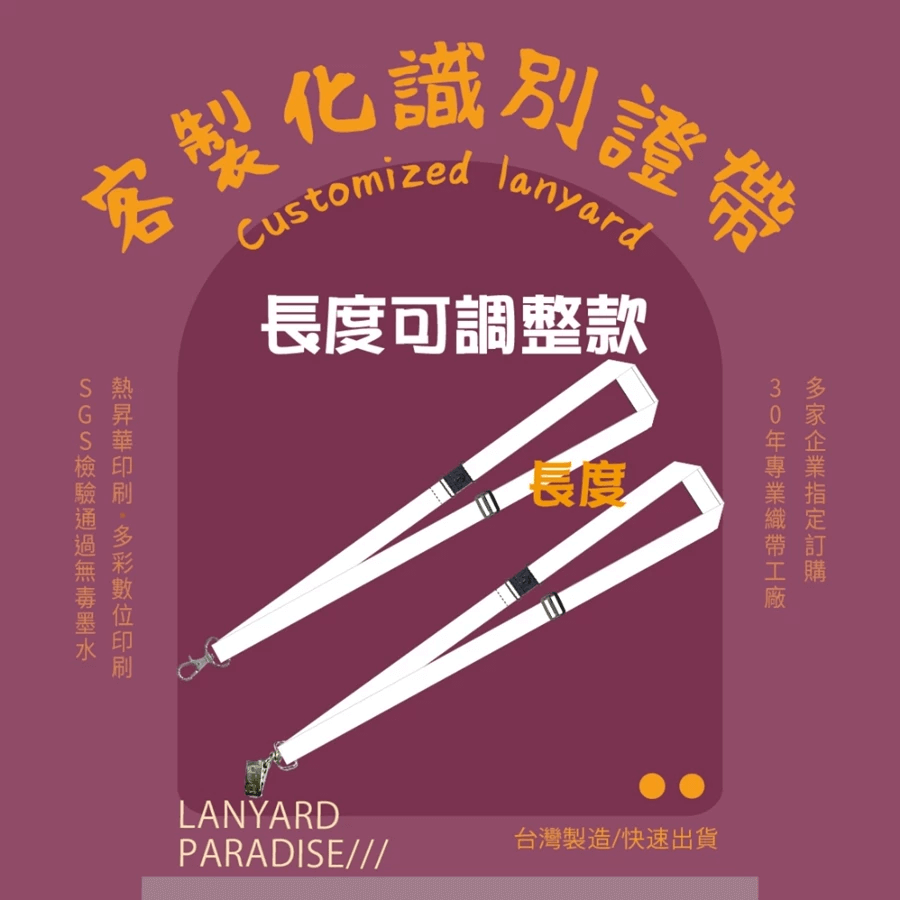 客製化識別證帶
Customized lanyard
長度可調整款
長度
熱昇華印刷·多彩數位印刷
SGS檢驗通過無毒墨水
多家企業指定訂購
30年專業織帶工廠
LANYARD
PARADISE///
台灣製造/快速出貨